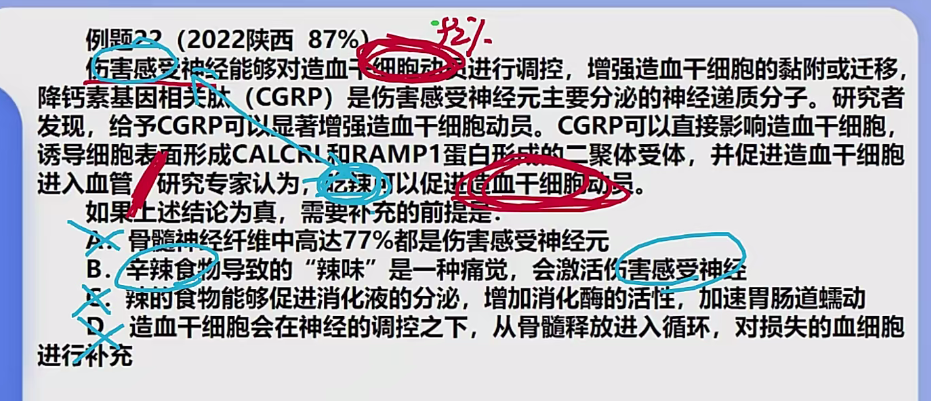 例题22（2022陕西 87%） 72%
伤害感受神经能够对造血干细胞动员进行调控，增强造血干细胞的黏附或迁移，
降钙素基因相关肽（CGRP）是伤害感受神经元主要分泌的神经递质分子。研究者
发现，给予CGRP可以显著增强造血干细胞动员。CGRP可以直接影响造血干细胞，
诱导细胞表面形成CALCRL和RAMP1蛋白形成的二聚体受体，并促进造血干细胞
进入血管。研究专家认为，吃辣可以促进造血干细胞动员。
如果上述结论为真，需要补充的前提是：
A．骨髓神经纤维中高达77%都是伤害感受神经元
B．辛辣食物导致的“辣味”是一种痛觉，会激活伤害感受神经
C．辣的食物能够促进消化液的分泌，增加消化酶的活性，加速胃肠道蠕动
D．造血干细胞会在神经的调控之下，从骨髓释放进入循环，对损失的血细胞
进行补充